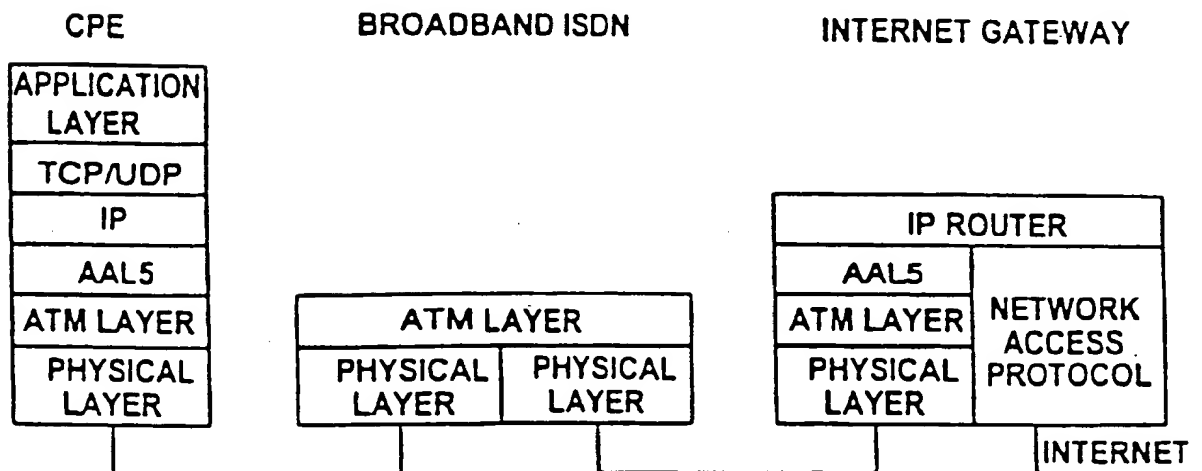 CPE
BROADBAND ISDN
INTERNET GATEWAY
APPLICATION
LAYER
TCP/UDP
IP
AAL5
ATM LAYER
PHYSICAL
LAYER
ATM LAYER
PHYSICAL
LAYER
PHYSICAL
LAYER
IP ROUTER
AAL5
ATM LAYER
PHYSICAL
LAYER
NETWORK
ACCESS
PROTOCOL
INTERNET